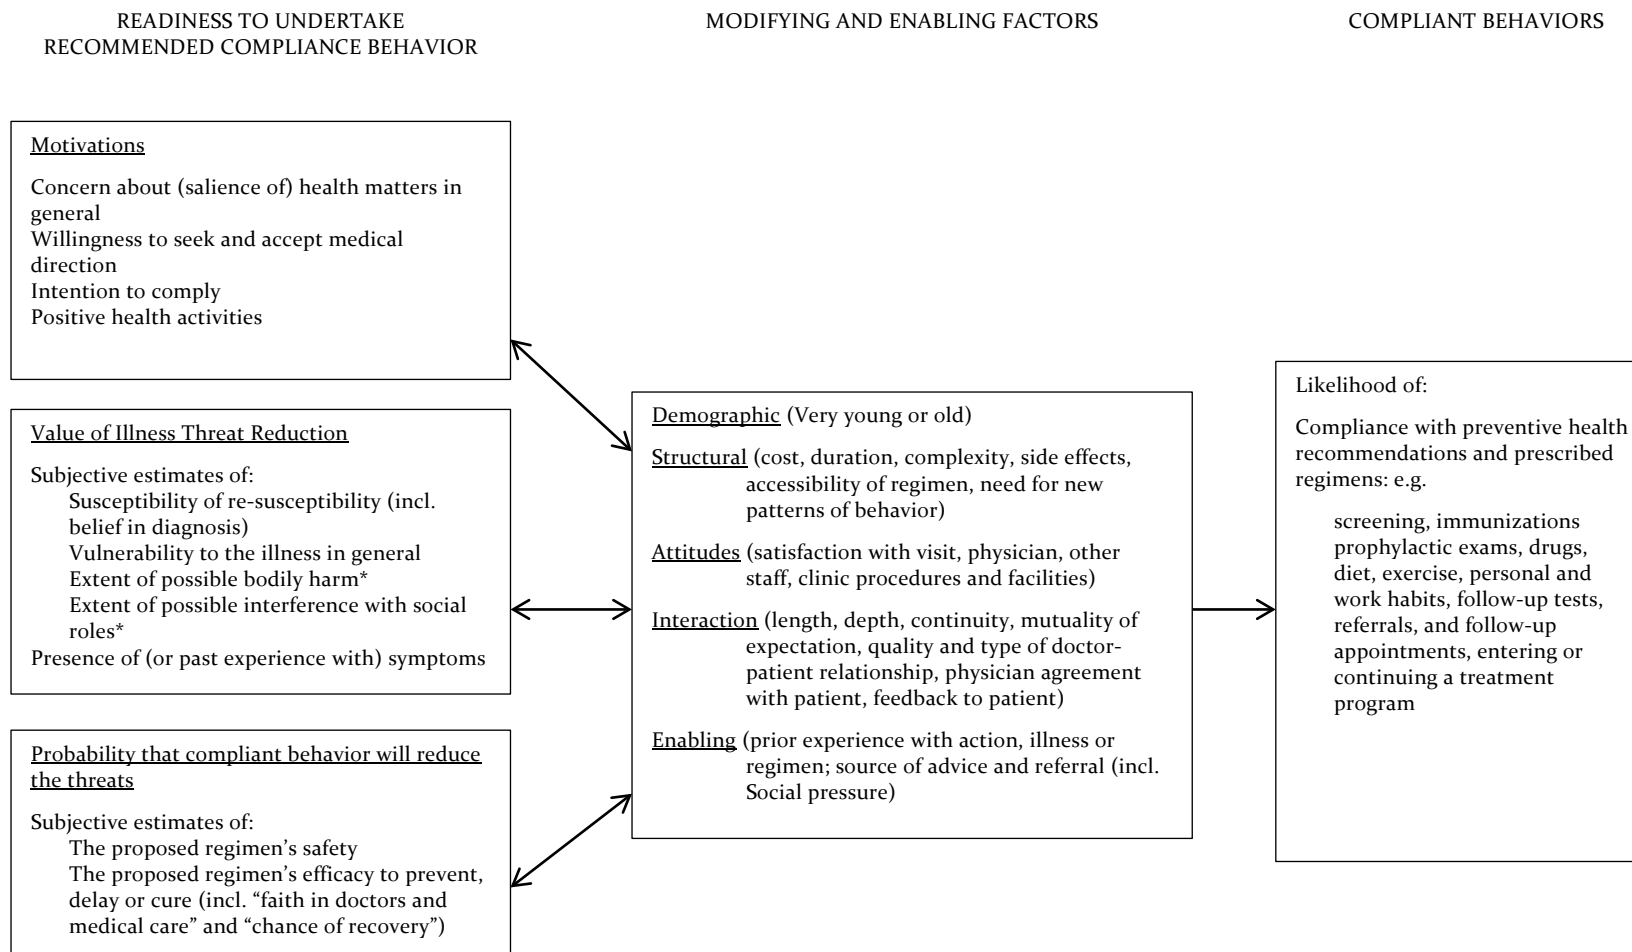 READINESS TO UNDERTAKE
RECOMMENDED COMPLIANCE BEHAVIOR
MODIFYING AND ENABLING FACTORS
COMPLIANT BEHAVIORS
Motivations
Concern about (salience of) health matters in
general
Willingness to seek and accept medical
direction
Intention to comply
Positive health activities
Value of Illness Threat Reduction
Subjective estimates of:
Susceptibility of re-susceptibility (incl.
belief in diagnosis)
Vulnerability to the illness in general
Extent of possible bodily harm*
Extent of possible interference with social
roles*
Presence of (or past experience with) symptoms
Probability that compliant behavior will reduce
the threats
Subjective estimates of:
The proposed regimen’s safety
The proposed regimen’s efficacy to prevent,
delay or cure (incl. “faith in doctors and
medical care” and “chance of recovery”)
Demographic (Very young or old)
Structural (cost, duration, complexity, side effects,
accessibility of regimen, need for new
patterns of behavior)
Attitudes (satisfaction with visit, physician, other
staff, clinic procedures and facilities)
Interaction (length, depth, continuity, mutuality of
expectation, quality and type of doctor-
patient relationship, physician agreement
with patient, feedback to patient)
Enabling (prior experience with action, illness or
regimen; source of advice and referral (incl.
Social pressure)
Likelihood of:
Compliance with preventive health
recommendations and prescribed
regimens: e.g.
screening, immunizations
prophylactic exams, drugs,
diet, exercise, personal and
work habits, follow-up tests,
referrals, and follow-up
appointments, entering or
continuing a treatment
program